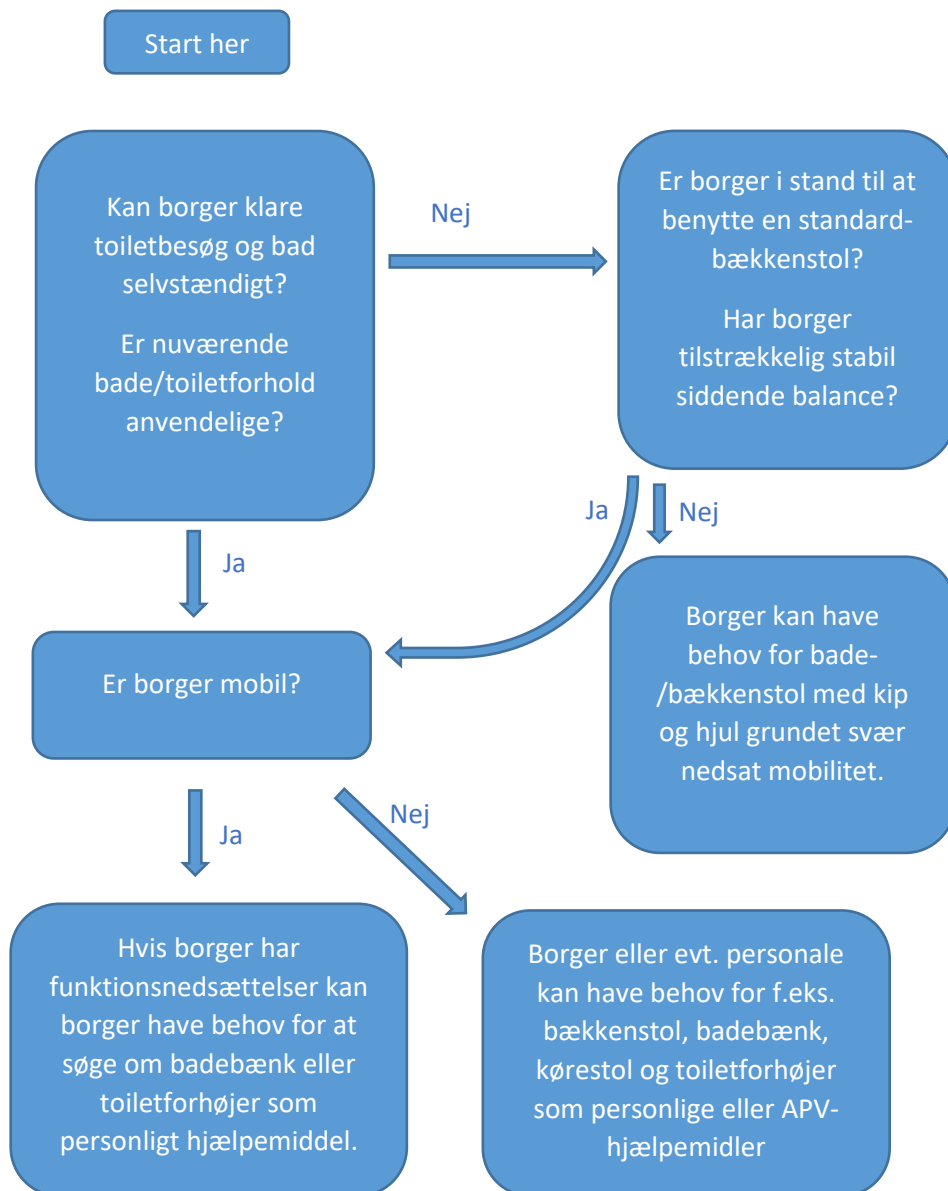 Start her
Kan borger klare
toiletbesøg og bad
selvstændigt?
Er nuværende
bade/toiletforhold
anvendelige?
Nej
Er borger i stand til at
benytte en standard-
bækkenstol?
Har borger
tilstrækkelig stabil
siddende balance?
Ja
Ja
Nej
Er borger mobil?
Borger kan have
behov for bade-
/bækkenstol med kip
og hjul grundet svær
nedsat mobilitet.
Ja
Nej
Hvis borger har
funktionsnedsættelser kan
borger have behov for at
søge om badebænk eller
toiletforhøjer som
personligt hjælpemiddel.
Borger eller evt. personale
kan have behov for f.eks.
bækkenstol, badebænk,
kørestol og toiletforhøjer
som personlige eller APV-
hjælpemidler